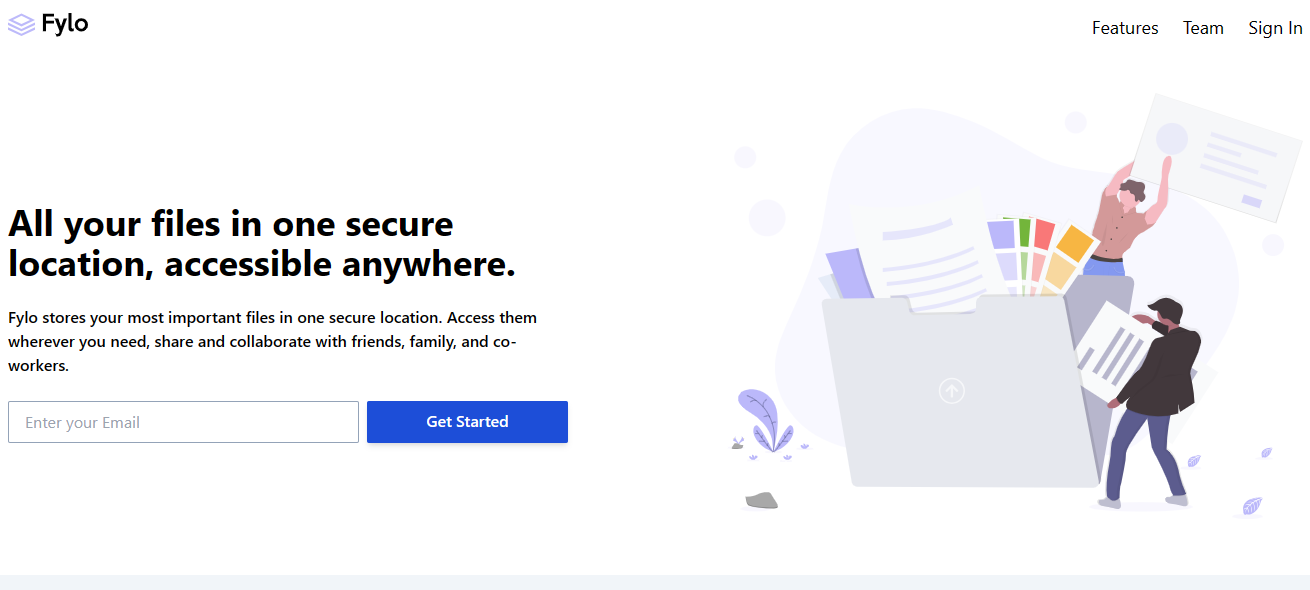 Fylo
Features Team Sign In
All your files in one secure
location, accessible anywhere.
Fylo stores your most important files in one secure location. Access them
wherever you need, share and collaborate with friends, family, and co-
workers.
Enter your Email
Get Started